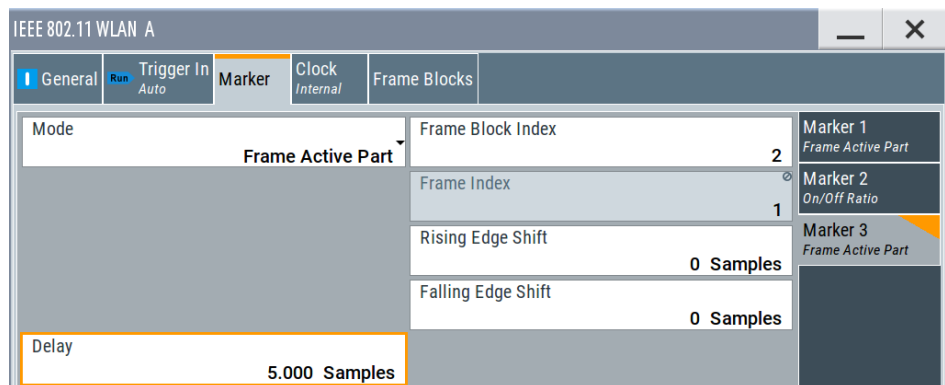 IEEE 802.11 WLAN A
General
Run
Trigger In
Auto
Marker
Clock
Internal
Frame Blocks
Mode
Frame Active Part
Frame Block Index
2
Frame Index
1
Rising Edge Shift
0 Samples
Falling Edge Shift
0 Samples
Delay
5.000 Samples
Marker 1
Frame Active Part
Marker 2
On/Off Ratio
Marker 3
Frame Active Part